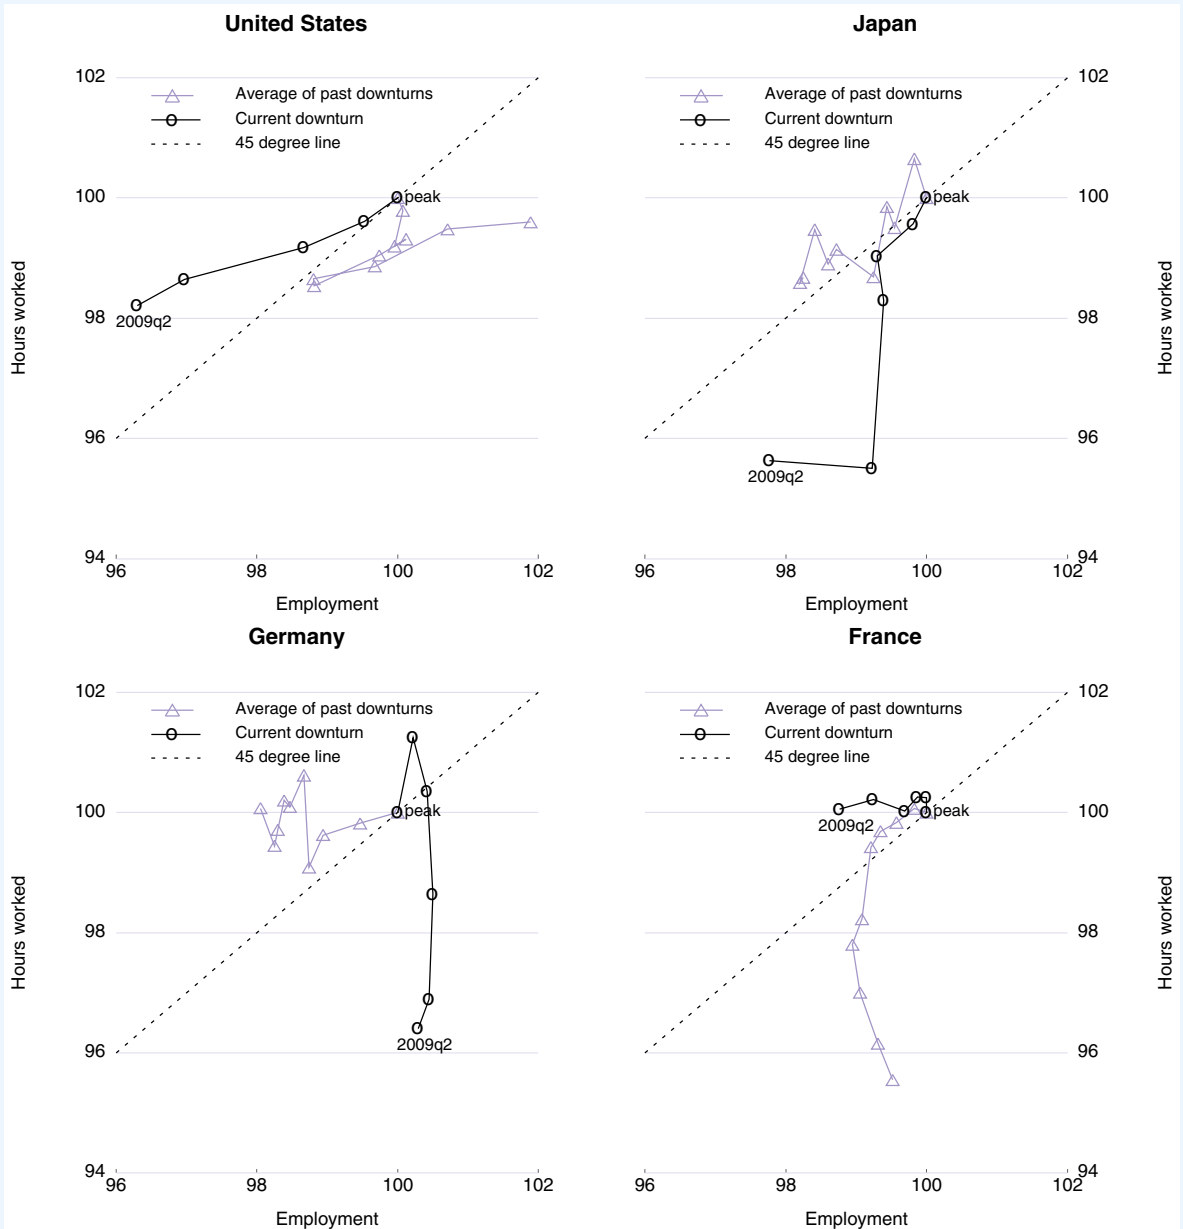 United States
102
100
98
96
94
Hours worked
Average of past downturns
Current downturn
45 degree line
peak
2009q2
96 98 100 102
Employment
Japan
102
100
98
96
94
Hours worked
Average of past downturns
Current downturn
45 degree line
peak
2009q2
96 98 100 102
Employment
Germany
102
100
98
96
94
Hours worked
Average of past downturns
Current downturn
45 degree line
peak
2009q2
96 98 100 102
Employment
France
102
100
98
96
94
Hours worked
Average of past downturns
Current downturn
45 degree line
peak
2009q2
96 98 100 102
Employment